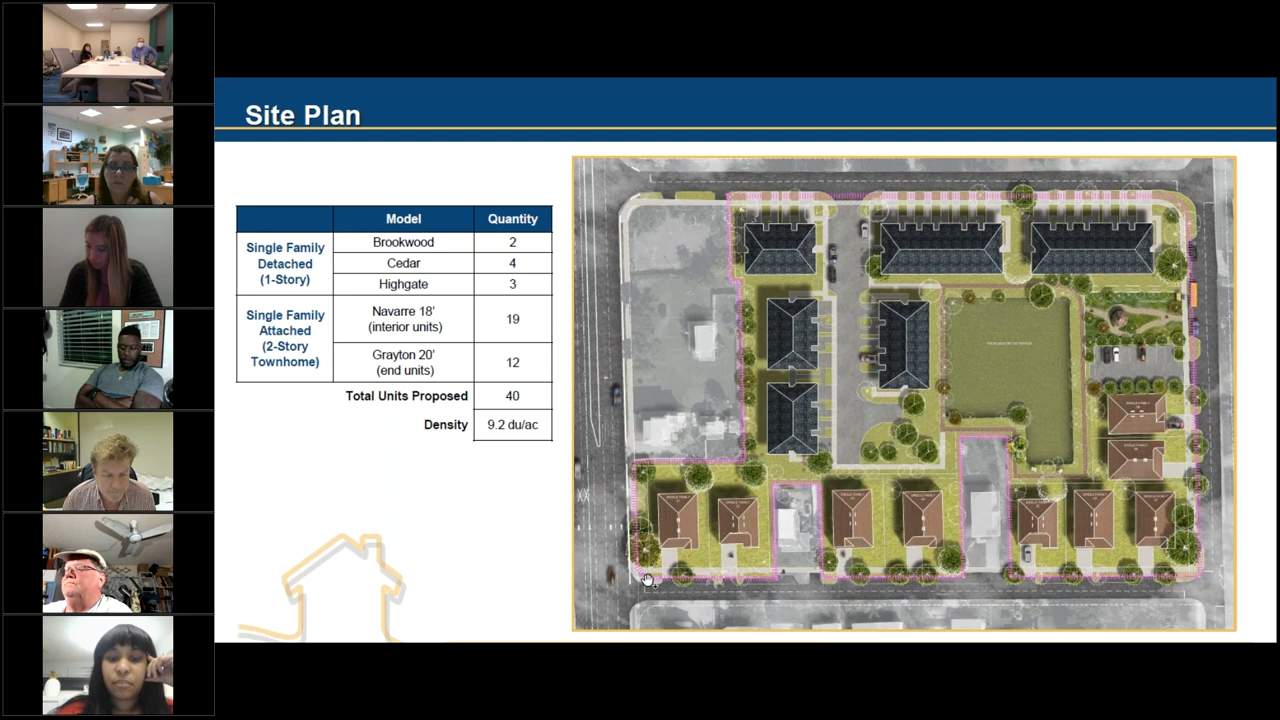 Site Plan
Model
Quantity
Single Family
Detached
(1-Story)
Brookwood
2
Cedar
4
Highgate
3
Single Family
Attached
(2-Story
Townhome)
Navarre 18'
(interior units)
19
Grayton 20'
(end units)
12
Total Units Proposed
40
Density
9.2 du/ac